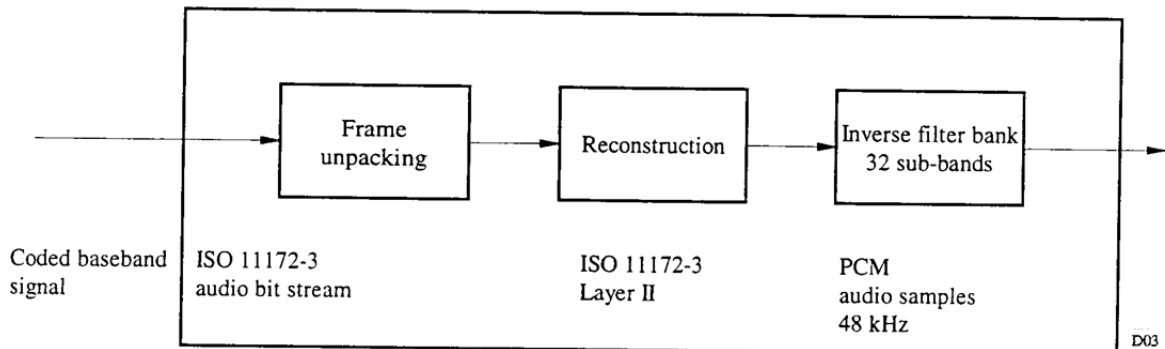 Frame
unpacking
Reconstruction
Inverse filter bank
32 sub-bands
Coded baseband
signal
ISO 11172-3
audio bit stream
ISO 11172-3
Layer II
PCM
audio samples
48 kHz
D03